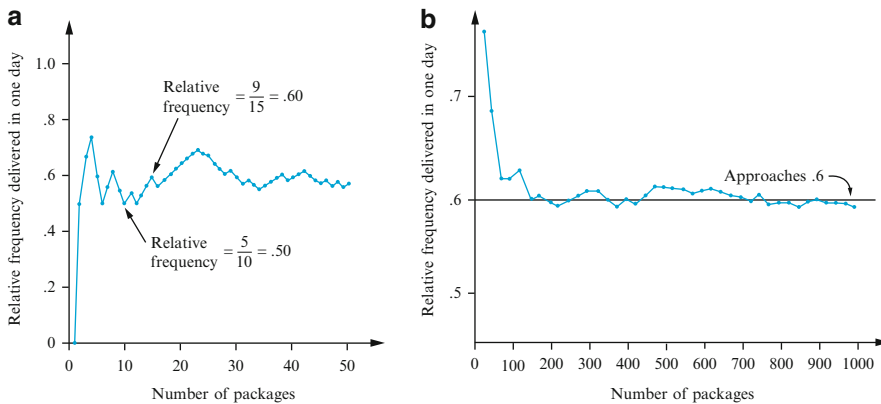 a
Relative frequency delivered in one day
1.0
.8
.6
.4
.2
0
Relative
frequency = 9/15 = .60
Relative
frequency = 5/10 = .50
0 10 20 30 40 50
Number of packages
b
Relative frequency delivered in one day
.7
.6
.5
Approaches .6
0 100 200 300 400 500 600 700 800 900 1000
Number of packages